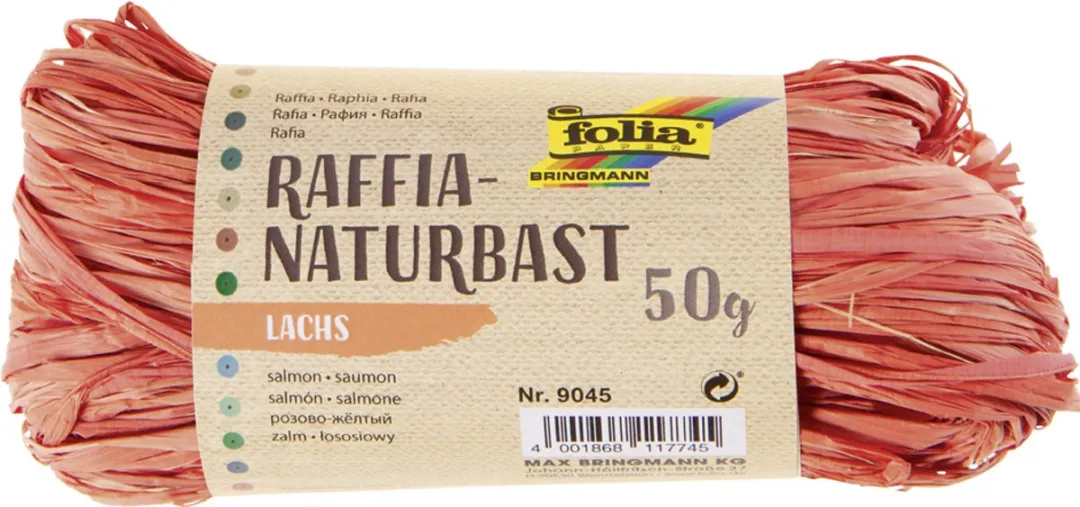 Raffia • Raphia • Rafia
Rafia • Рафия • Raffia
Rafia
folia®
PAPER
BRINGMANN
RAFFIA-
NATURBAST
50g
LACHS
salmon • saumon
salmón • salmone
розово-жёлтый
zalm • łososiowy
Nr. 9045
4 001868 117745
MAX BRINGMANN KG